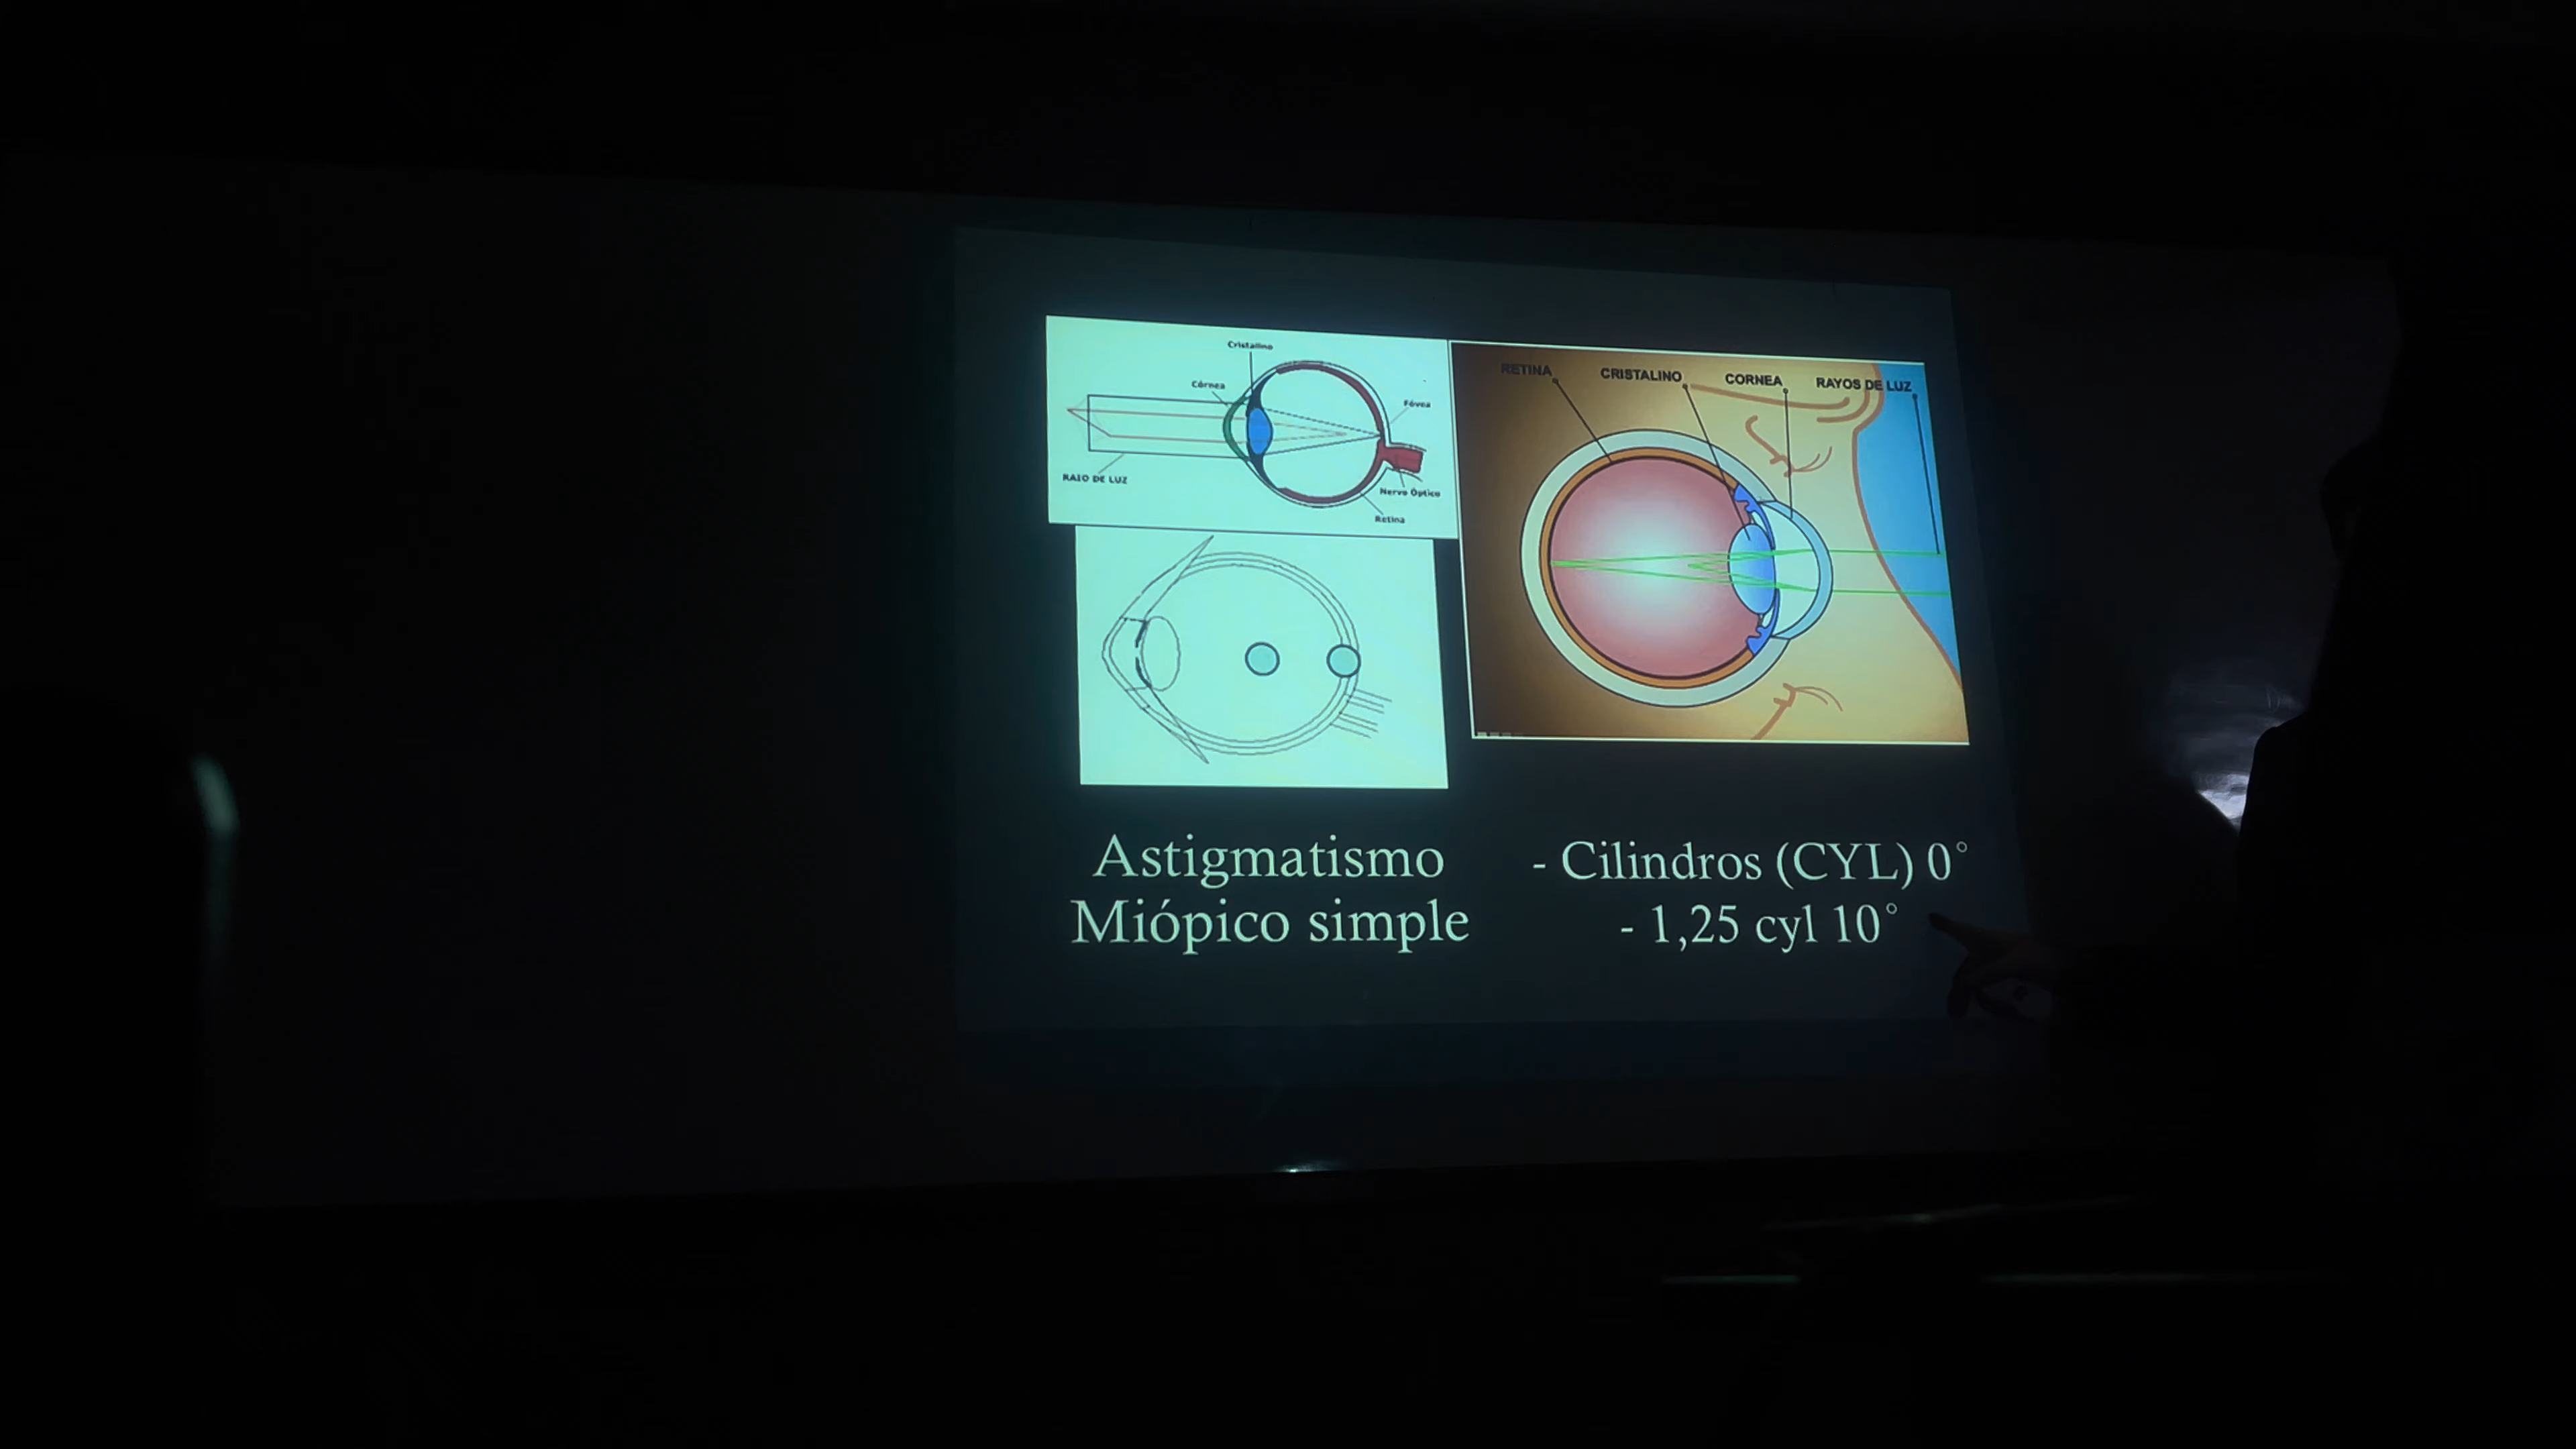 Cristalino
Córnea
Fóvea
RAIO DE LUZ
Nervo Óptico
Retina
RETINA
CRISTALINO
CORNEA
RAYOS DE LUZ
Astigmatismo
Miópico simple
- Cilindros (CYL) 0°
- 1,25 cyl 10°